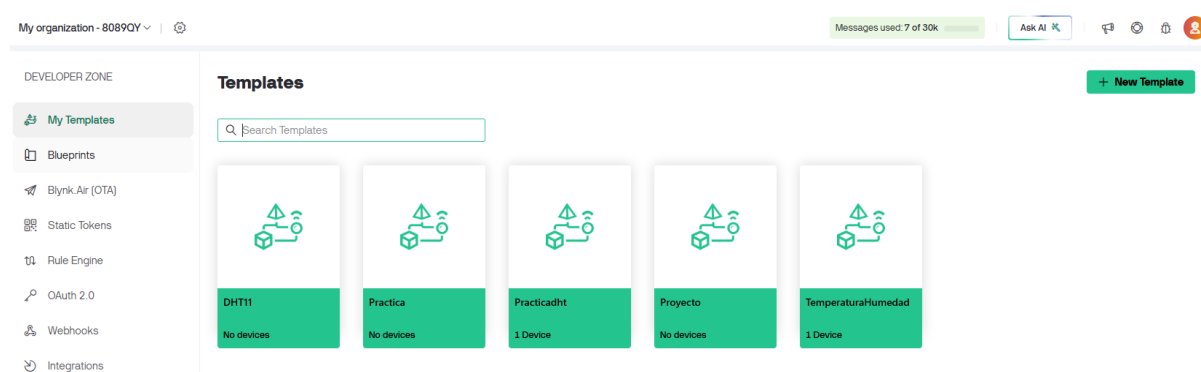 My organization - 8089QY
Messages used: 7 of 30k
Ask AI
DEVELOPER ZONE
My Templates
Blueprints
Blynk.Air (OTA)
Static Tokens
Rule Engine
OAuth 2.0
Webhooks
Integrations
Templates
+ New Template
Search Templates
DHT11
No devices
Practica
No devices
Practicadht
1 Device
Proyecto
No devices
TemperaturaHumedad
1 Device